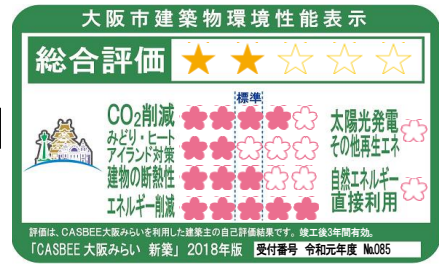 大阪市建築物環境性能表示
総合評価
標準
CO₂削減
みどり・ヒート
アイランド対策
建物の断熱性
エネルギー削減
太陽光発電
その他再生エネ
自然エネルギー
直接利用
評価は、CASBEE大阪みらいを利用した建築主の自己評価結果です。竣工後3年間有効。
「CASBEE大阪みらい 新築」2018年版 受付番号 令和元年度 №085